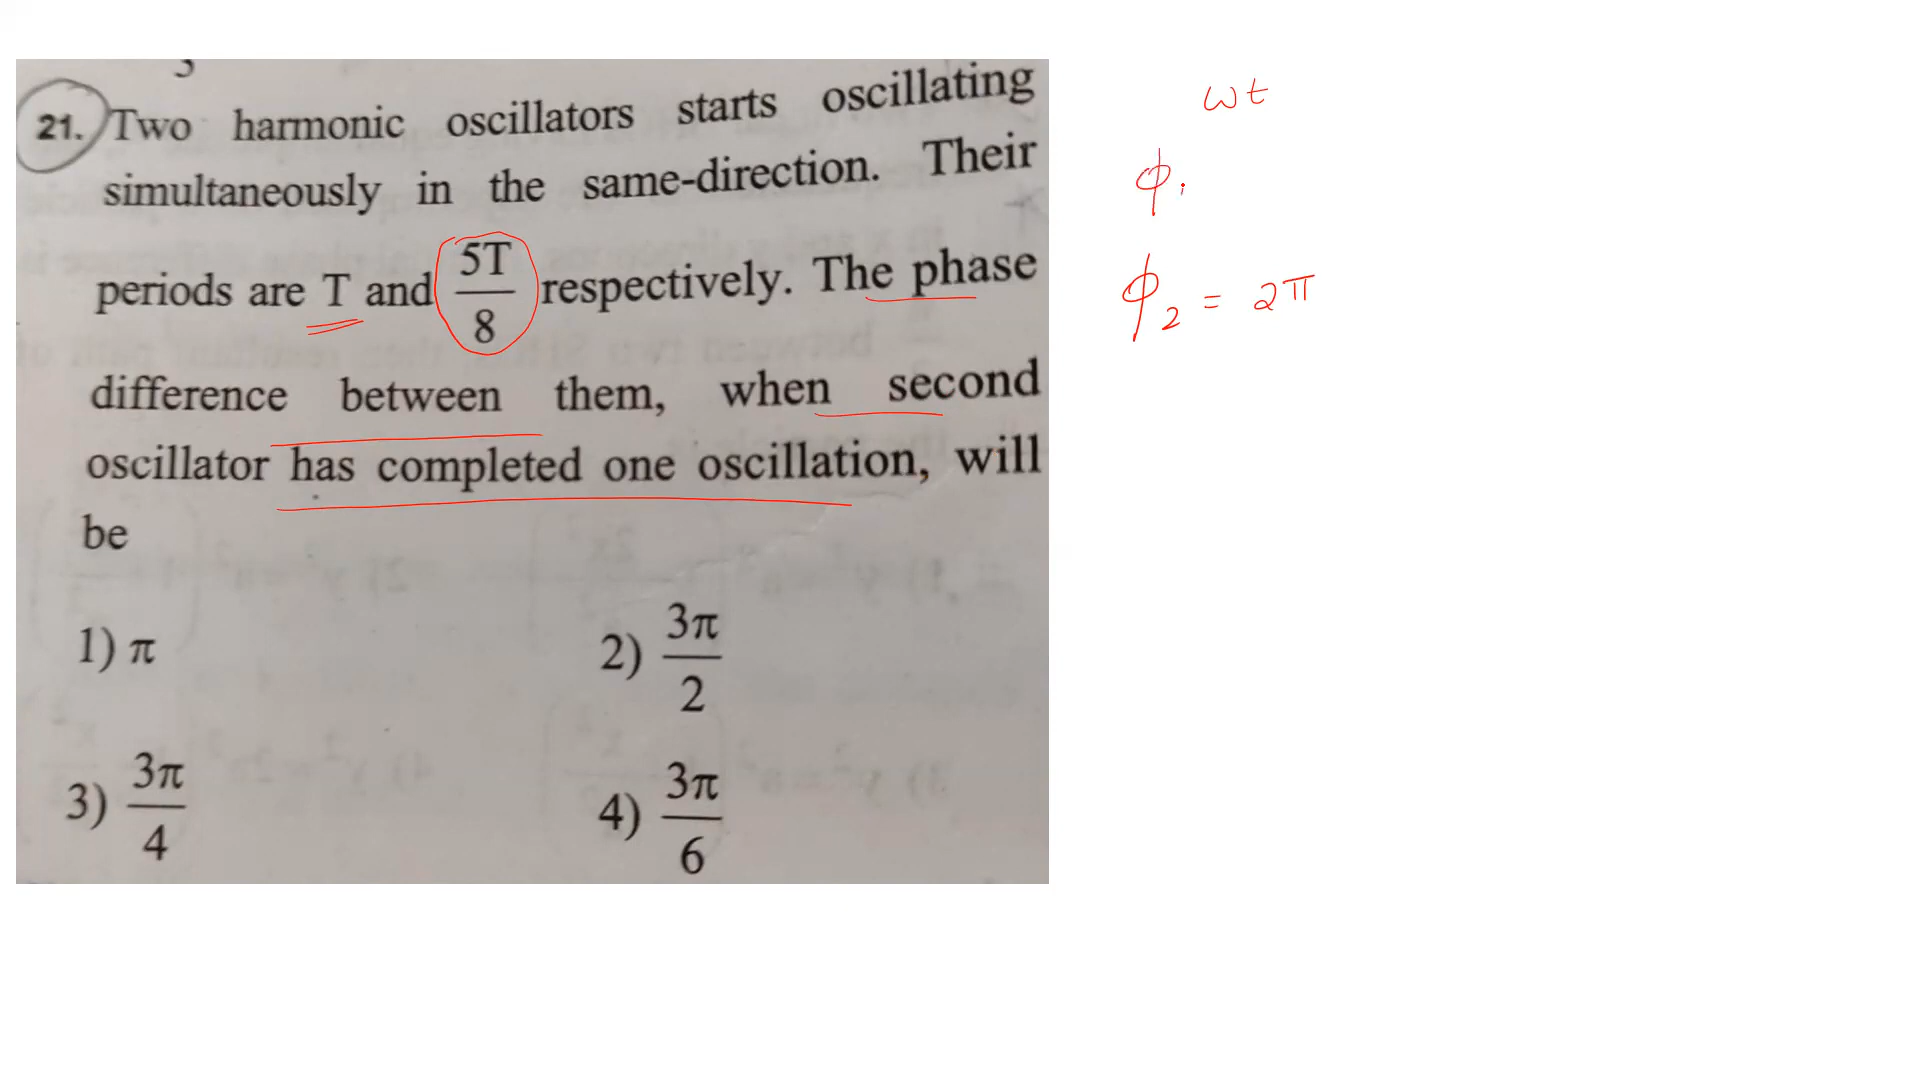 21. Two harmonic oscillators starts oscillating
simultaneously in the same-direction. Their
periods are T and 5T/8 respectively. The phase
difference between them, when second
oscillator has completed one oscillation, will
be
1) π 2) 3π/2
3) 3π/4 4) 3π/6
ωt
ϕ1
ϕ2 = 2π